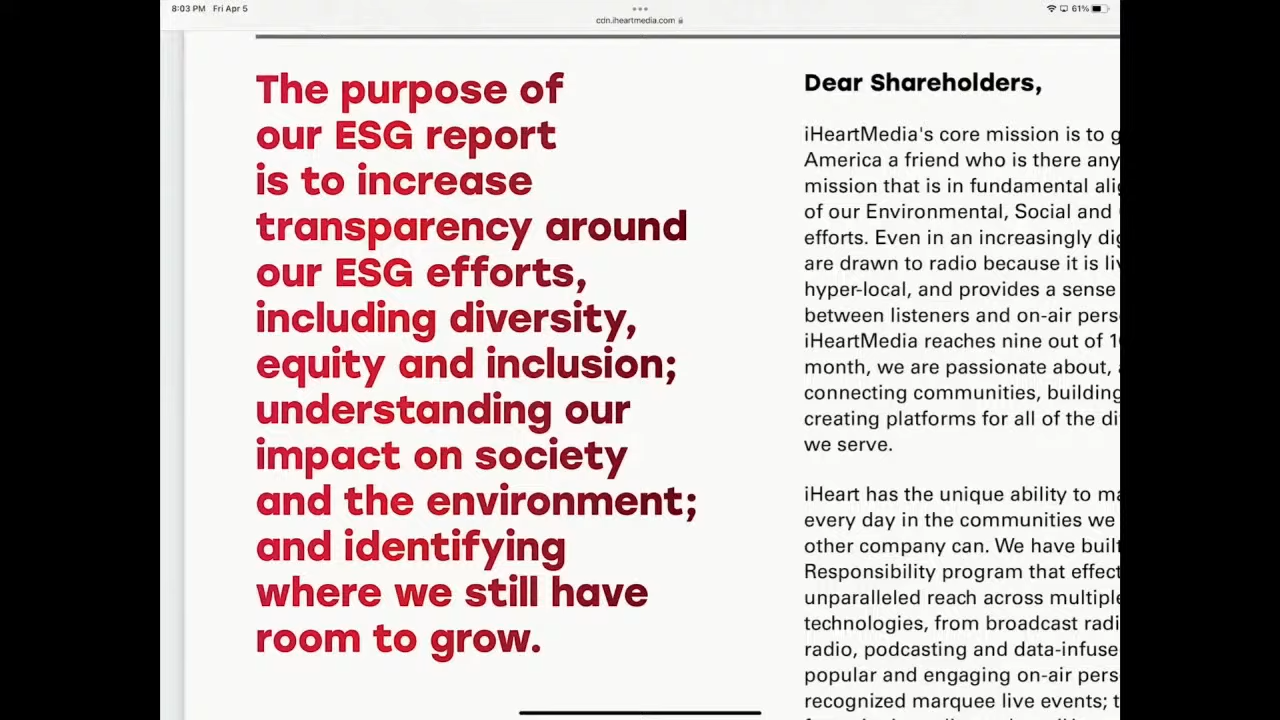 8:03 PM Fri Apr 5
cdn.iheartmedia.com
61%
The purpose of
our ESG report
is to increase
transparency around
our ESG efforts,
including diversity,
equity and inclusion;
understanding our
impact on society
and the environment;
and identifying
where we still have
room to grow.
Dear Shareholders,
iHeartMedia's core mission is to
America a friend who is there any
mission that is in fundamental
of our Environmental, Social and
efforts. Even in an increasingly
are drawn to radio because it is
hyper-local, and provides a sense
between listeners and on-air
iHeartMedia reaches nine out of
month, we are passionate about,
connecting communities, building
creating platforms for all of the
we serve.
iHeart has the unique ability to
every day in the communities we
other company can. We have built
Responsibility program that
unparalleled reach across multiple
technologies, from broadcast
radio, podcasting and
popular and engaging on-air
recognized marquee live events;